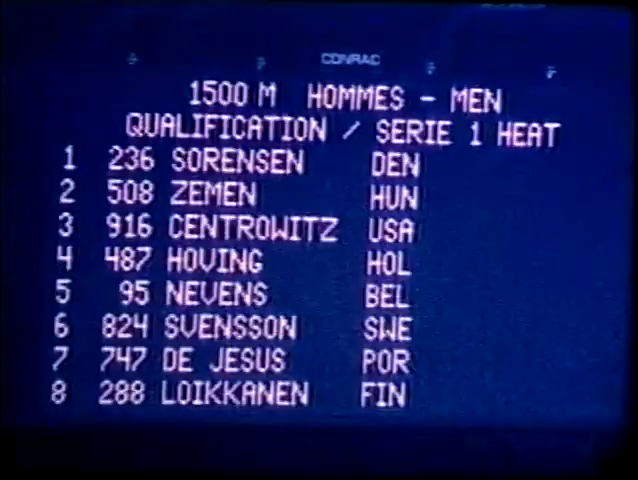 CONRAC
1500 M HOMMES - MEN
QUALIFICATION / SERIE 1 HEAT
1 236 SORENSEN DEN
2 508 ZEMEN HUN
3 916 CENTROWITZ USA
4 487 HOVING HOL
5 95 NEVENS BEL
6 824 SVENSSON SWE
7 747 DE JESUS POR
8 288 LOIKKANEN FIN